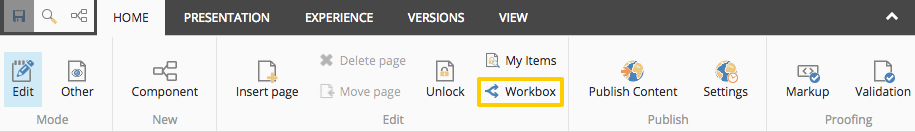 HOME PRESENTATION EXPERIENCE VERSIONS VIEW
Delete page My Items
Move page Workbox
Edit Other Component Insert page Unlock Publish Content Settings Markup Validation
Mode New Edit Publish Proofing